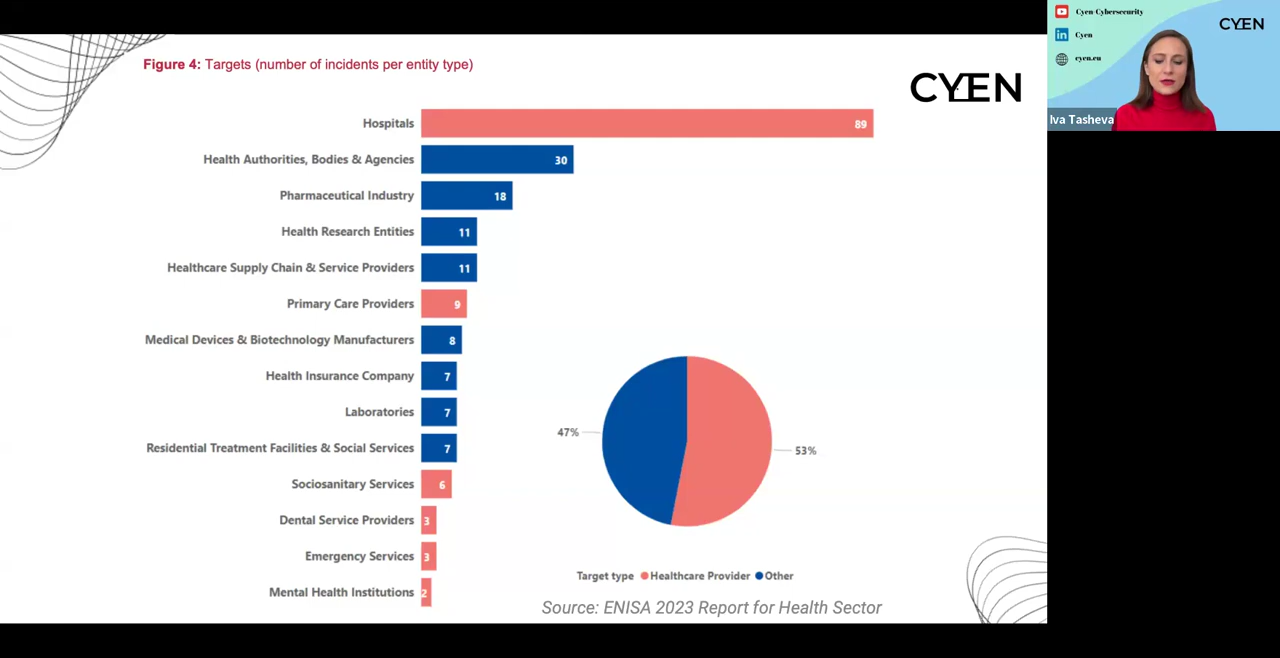 Figure 4: Targets (number of incidents per entity type)
CYEN
Hospitals 89
Health Authorities, Bodies & Agencies 30
Pharmaceutical Industry 18
Health Research Entities 11
Healthcare Supply Chain & Service Providers 11
Primary Care Providers 9
Medical Devices & Biotechnology Manufacturers 8
Health Insurance Company 7
Laboratories 7
Residential Treatment Facilities & Social Services 7
Sociosanitary Services 6
Dental Service Providers 3
Emergency Services 3
Mental Health Institutions 2
47%
53%
Target type Healthcare Provider Other
Source: ENISA 2023 Report for Health Sector
Cyen Cybersecurity
Cyen
cyen.eu
CYEN
Iva Tasheva